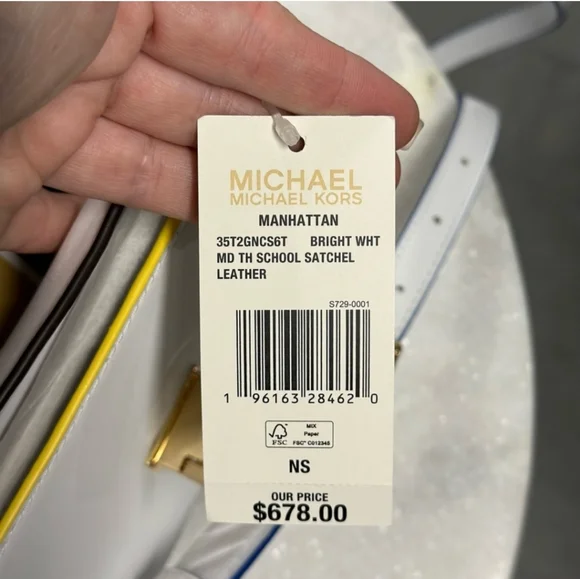 MICHAEL
MICHAEL KORS
MANHATTAN
35T2GNCS6T BRIGHT WHT
MD TH SCHOOL SATCHEL
LEATHER
S729-0001
1 96163 28462 0
FSC
MIX
Paper
FSC® C012345
NS
OUR PRICE
$678.00